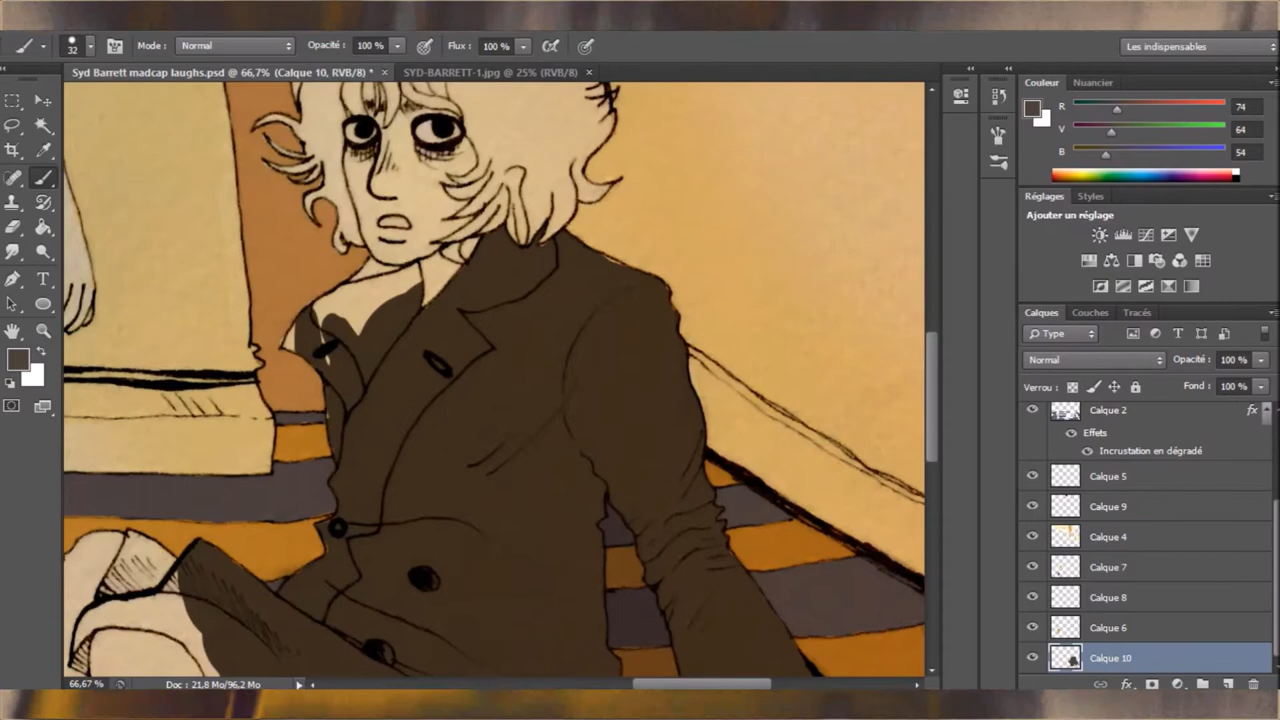 32 Mode : Normal Opacité : 100 % Flux : 100 % Les indispensables
Syd Barrett madcap laughs.psd @ 66,7% (Calque 10, RVB/8) * × SYD-BARRETT-1.jpg @ 25% (RVB/8) ×
Couleur Nuancier
R 74
V 64
B 54
Réglages Styles
Ajouter un réglage
Calques Couches Tracés
Type
Normal Opacité : 100 %
Verrou : Fond : 100 %
Calque 2 fx
Effets
Incrustation en dégradé
Calque 5
Calque 9
Calque 4
Calque 7
Calque 8
Calque 6
Calque 10
66,67 % Doc : 21,8 Mo/96,2 Mo